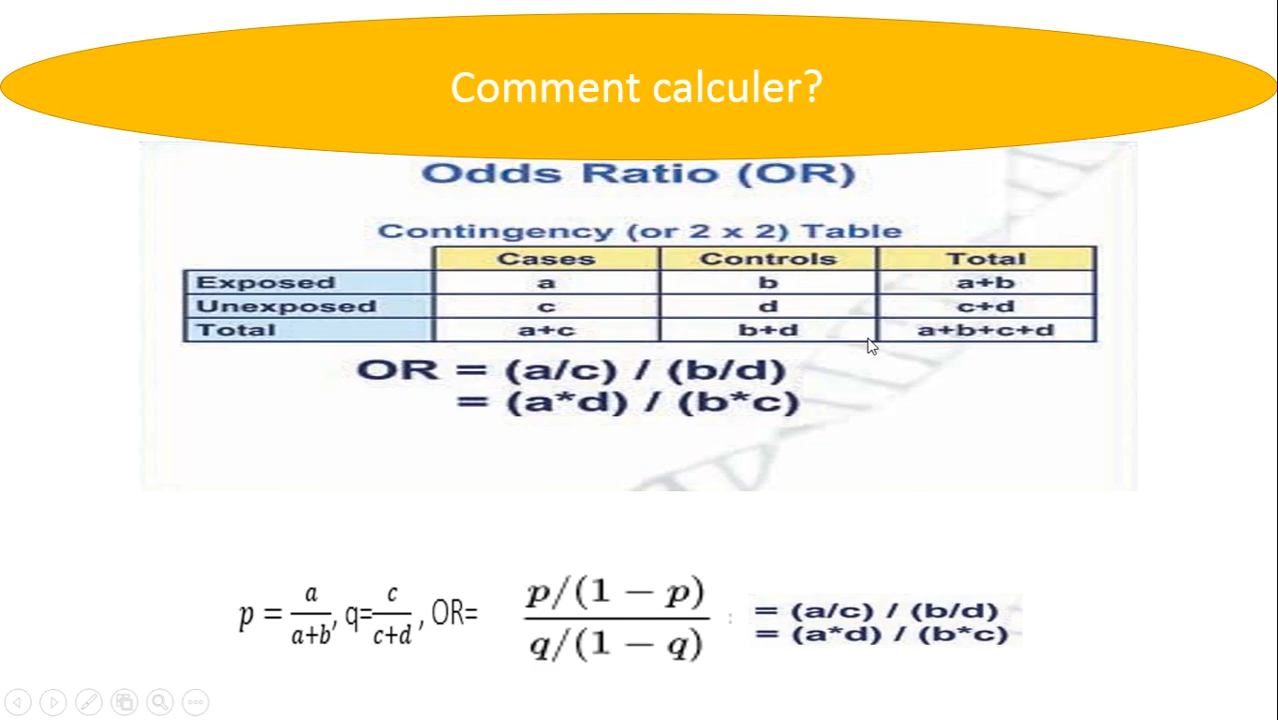 Comment calculer?
Odds Ratio (OR)
Contingency (or 2 x 2) Table
Cases Controls Total
Exposed a b a+b
Unexposed c d c+d
Total a+c b+d a+b+c+d
OR = (a/c) / (b/d)
= (a*d) / (b*c)
p = a/(a+b), q= c/(c+d), OR= p/(1 − p) / q/(1 − q) : = (a/c) / (b/d)
= (a*d) / (b*c)